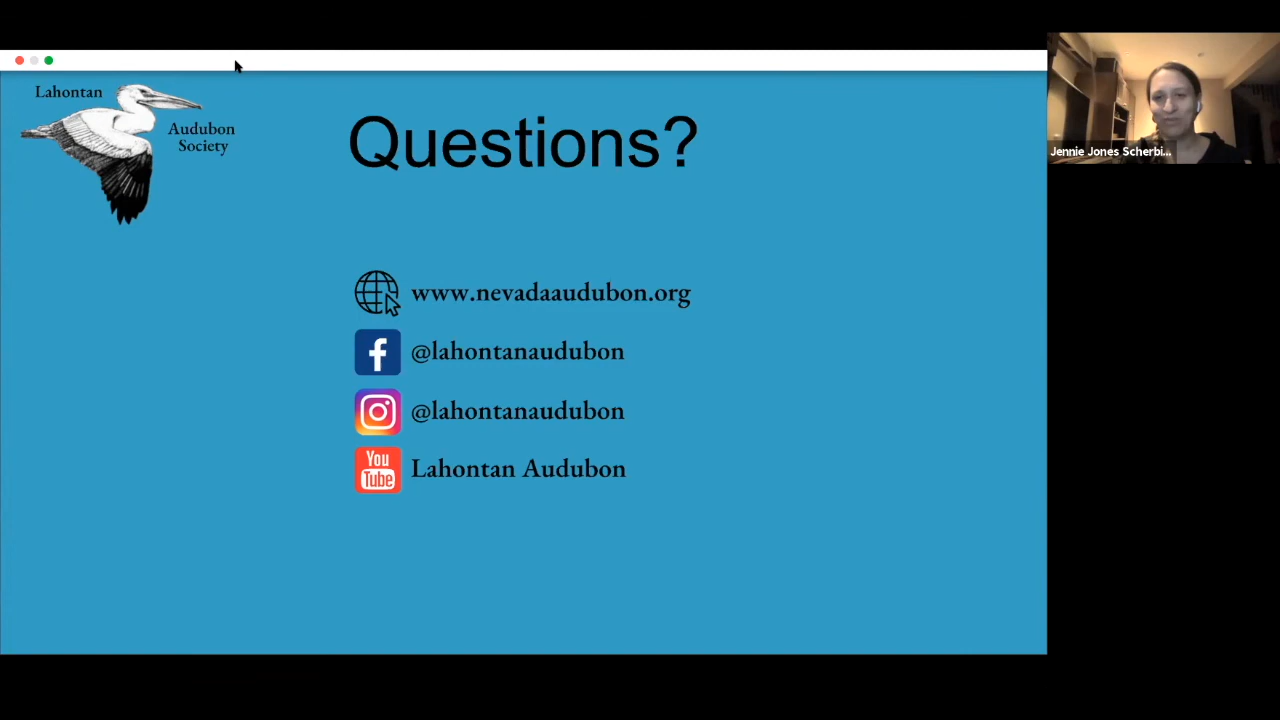 Lahontan
Audubon
Society
Questions?
www.nevadaaudubon.org
@lahontanaudubon
@lahontanaudubon
You
Tube
Lahontan Audubon
Jennie Jones Scherbi...